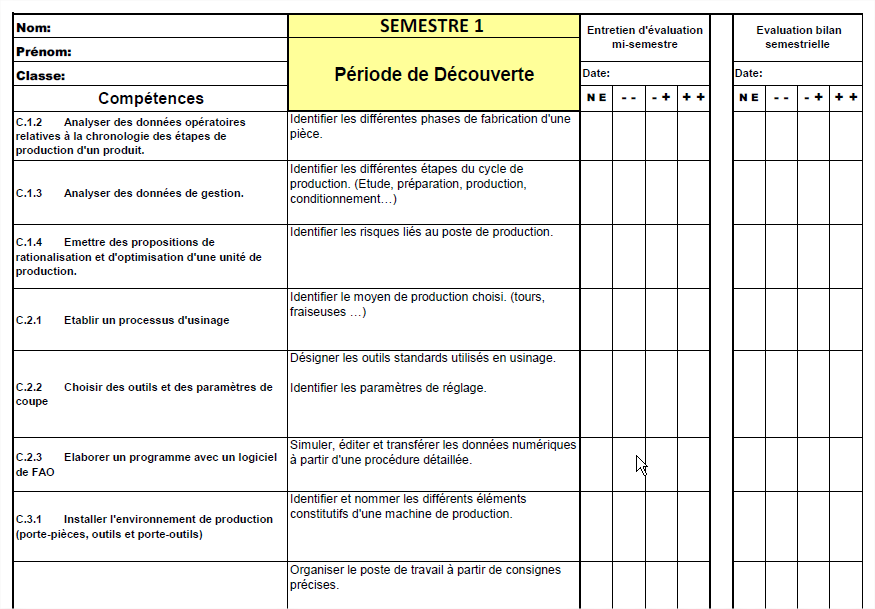 Nom:
SEMESTRE 1
Entretien d'évaluation
mi-semestre
Evaluation bilan
semestrielle
Prénom:
Période de Découverte
Classe:
Date:
Date:
Compétences
N E
- -
- +
+ +
N E
- -
- +
+ +
C.1.2 Analyser des données opératoires
relatives à la chronologie des étapes de
production d'un produit.
Identifier les différentes phases de fabrication d'une
pièce.
C.1.3 Analyser des données de gestion.
Identifier les différentes étapes du cycle de
production. (Etude, préparation, production,
conditionnement…)
C.1.4 Emettre des propositions de
rationalisation et d'optimisation d'une unité de
production.
Identifier les risques liés au poste de production.
C.2.1 Etablir un processus d'usinage
Identifier le moyen de production choisi. (tours,
fraiseuses …)
C.2.2 Choisir des outils et des paramètres de
coupe
Désigner les outils standards utilisés en usinage.
Identifier les paramètres de réglage.
C.2.3 Elaborer un programme avec un logiciel
de FAO
Simuler, éditer et transférer les données numériques
à partir d'une procédure détaillée.
C.3.1 Installer l'environnement de production
(porte-pièces, outils et porte-outils)
Identifier et nommer les différents éléments
constitutifs d'une machine de production.
Organiser le poste de travail à partir de consignes
précises.